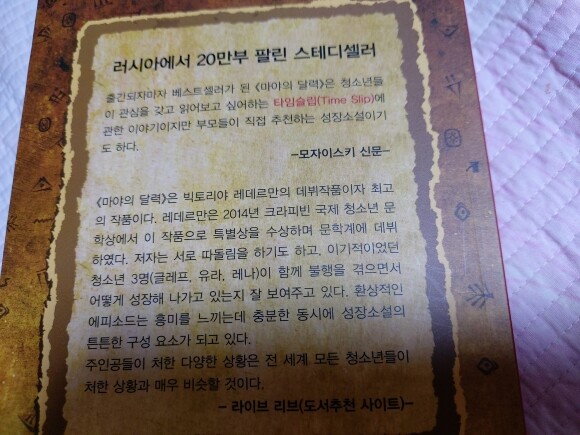 러시아에서 20만부 팔린 스테디셀러
출간되자마자 베스트셀러가 된 《마야의 달력》은 청소년들
이 관심을 갖고 읽어보고 싶어하는 타임슬립(Time Slip)에
관한 이야기이지만 부모들이 직접 추천하는 성장소설이기
도 하다.
-모자이스키 신문-
《마야의 달력》은 빅토리야 레데르만의 데뷔작품이자 최고
의 작품이다. 레데르만은 2014년 크라피빈 국제 청소년 문
학상에서 이 작품으로 특별상을 수상하며 문학계에 데뷔
하였다. 저자는 서로 따돌림을 하기도 하고, 이기적이었던
청소년 3명(글레프, 유라, 레나)이 함께 불행을 겪으면서
어떻게 성장해 나가고 있는지 잘 보여주고 있다. 환상적인
에피소드는 흥미를 느끼는데 충분한 동시에 성장소설의
튼튼한 구성 요소가 되고 있다.
주인공들이 처한 다양한 상황은 전 세계 모든 청소년들이
처한 상황과 매우 비슷할 것이다.
- 라이브 리브(도서추천 사이트)-